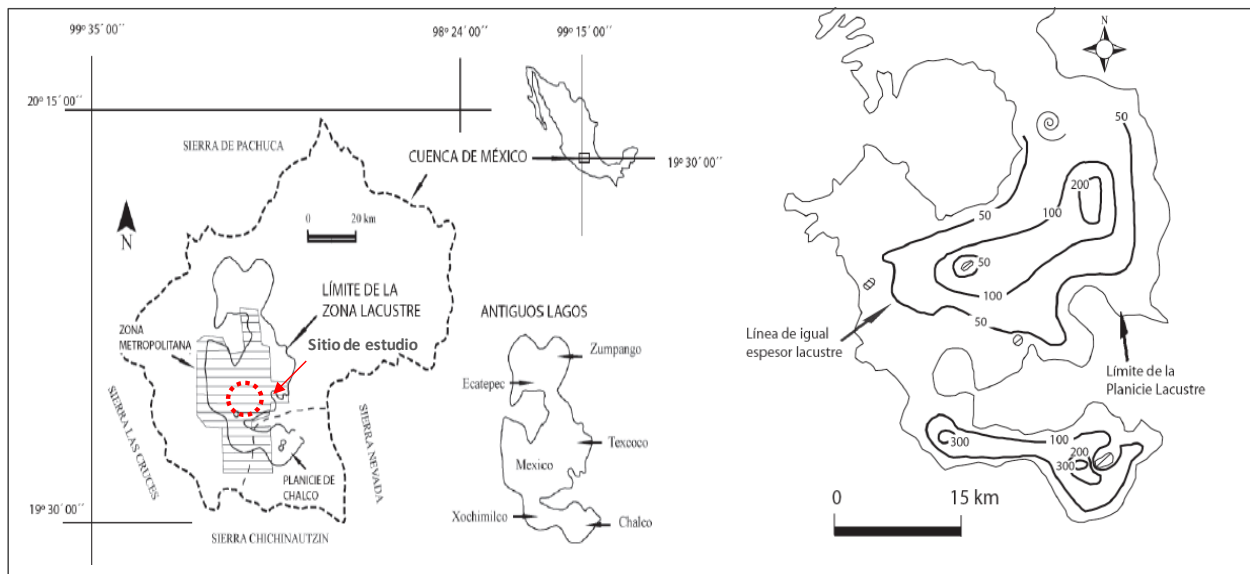 99º 35´ 00´´
98º 24´ 00´´
99º 15´ 00´´
20º 15´ 00´´
SIERRA DE PACHUCA
CUENCA DE MÉXICO
19º 30´ 00´´
0 20 km
N
LÍMITE DE LA
ZONA LACUSTRE
Sitio de estudio
ZONA
METROPOLITANA
SIERRA LAS CRUCES
SIERRA NEVADA
PLANICIE DE
CHALCO
19º 30´ 00´´
SIERRA CHICHINAUTZIN
ANTIGUOS LAGOS
Zumpango
Ecatepec
Texcoco
Mexico
Xochimilco
Chalco
N
50
200
50
100
50
100
50
Línea de igual
espesor lacustre
Límite de la
Planicie Lacustre
300
100
200
300
0 15 km